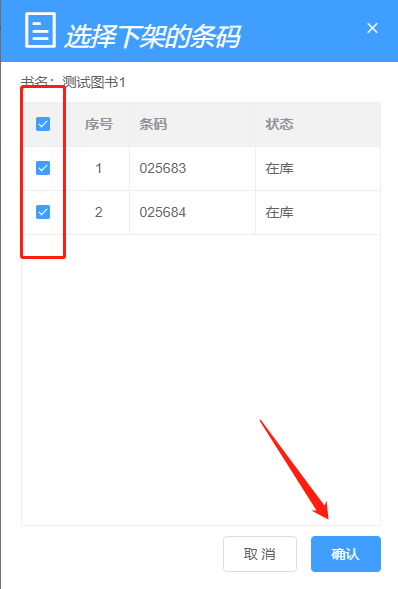 选择下架的条码
书名：测试图书1
序号 条码 状态
1 025683 在库
2 025684 在库
取消 确认